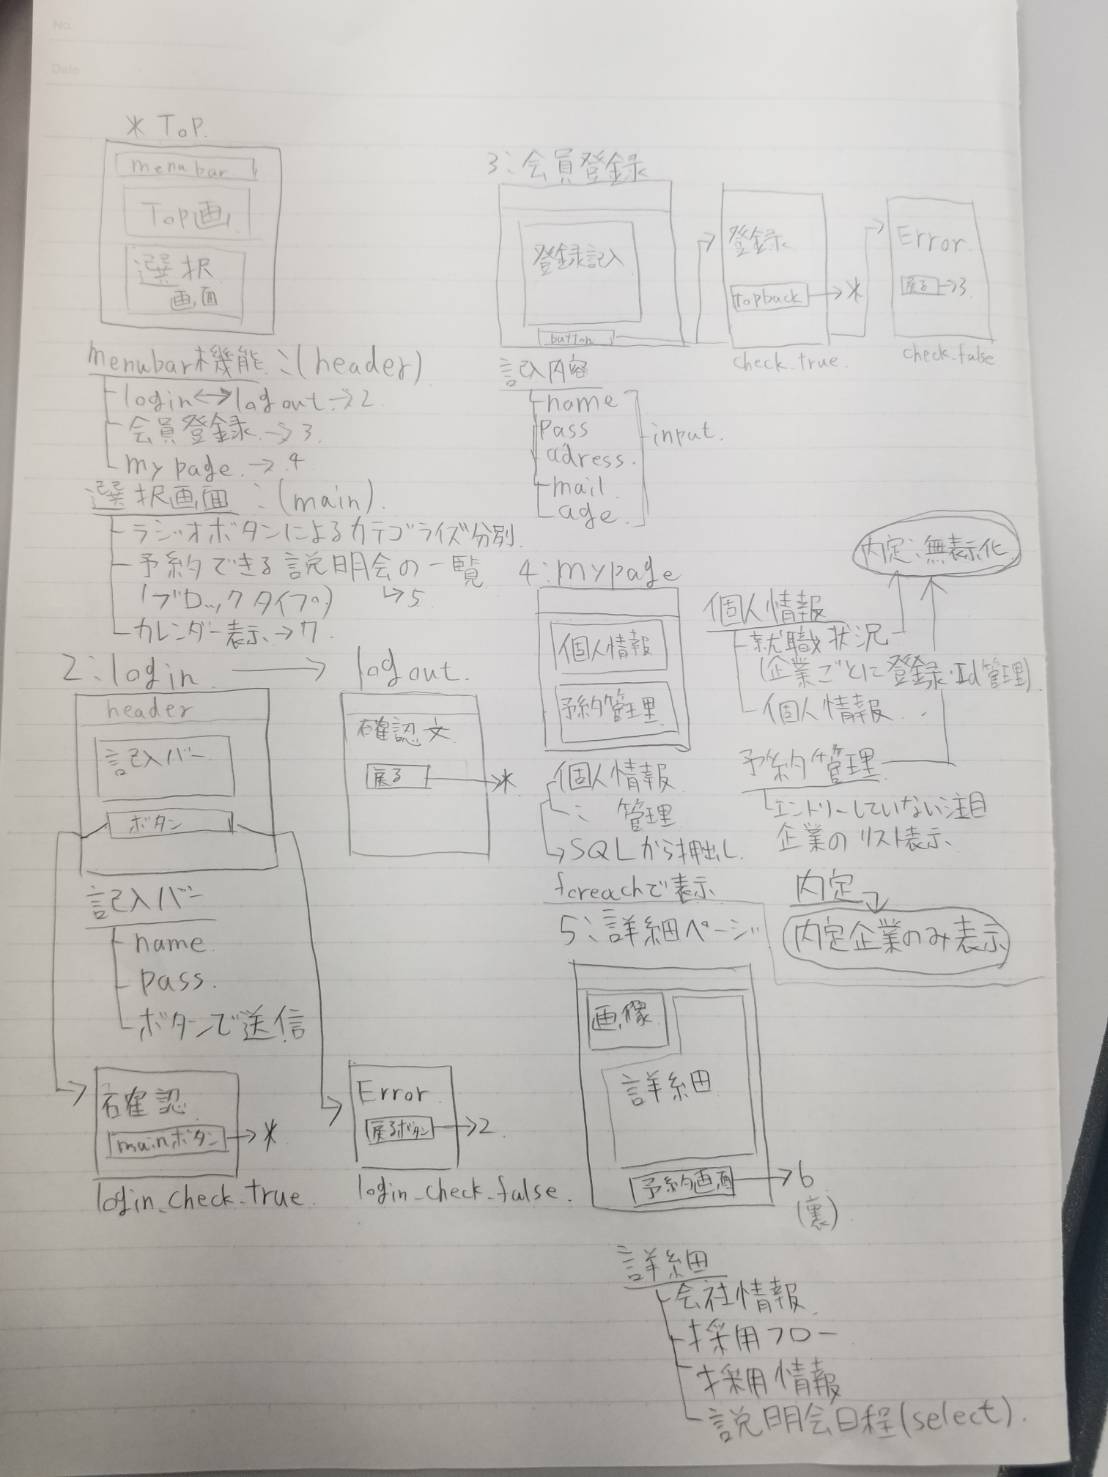 No.
Date
* Top.
menubar
Top画
選択
画面
menubar機能:(header)
login↔logout→2
会員登録→3
my page→4
選択画面:(main)
ラジオボタンによるカテゴライズ分別
予約できる説明会の一覧
(ブロックタイプ) ↳5
カレンダー表示→7
2:login → logout.
header
記入バー
ボタン
確認文
戻る→*
記入バー
name
pass.
ボタンで送信
確認
mainボタン→*
login_check_true.
Error
戻るボタン→2
login_check_false.
3:会員登録
登録記入
button
登録
topback→*
check_true.
Error
戻る→3
check_false
記入内容
name
pass
adress.
mail.
age.
input.
4:mypage
個人情報
予約管理
個人情報
: 管理
↳SQLから押出し
foreachで表示
内定:無表示化
個人情報
就職状況
(企業ごとに登録・Id管理)
個人情報
予約管理
エントリーしていない注目
企業のリスト表示
内定
内定企業のみ表示
5:詳細ページ
画像
詳細
予約画面→6
(裏)
詳細
会社情報
採用フロー
採用情報
説明会日程(select).